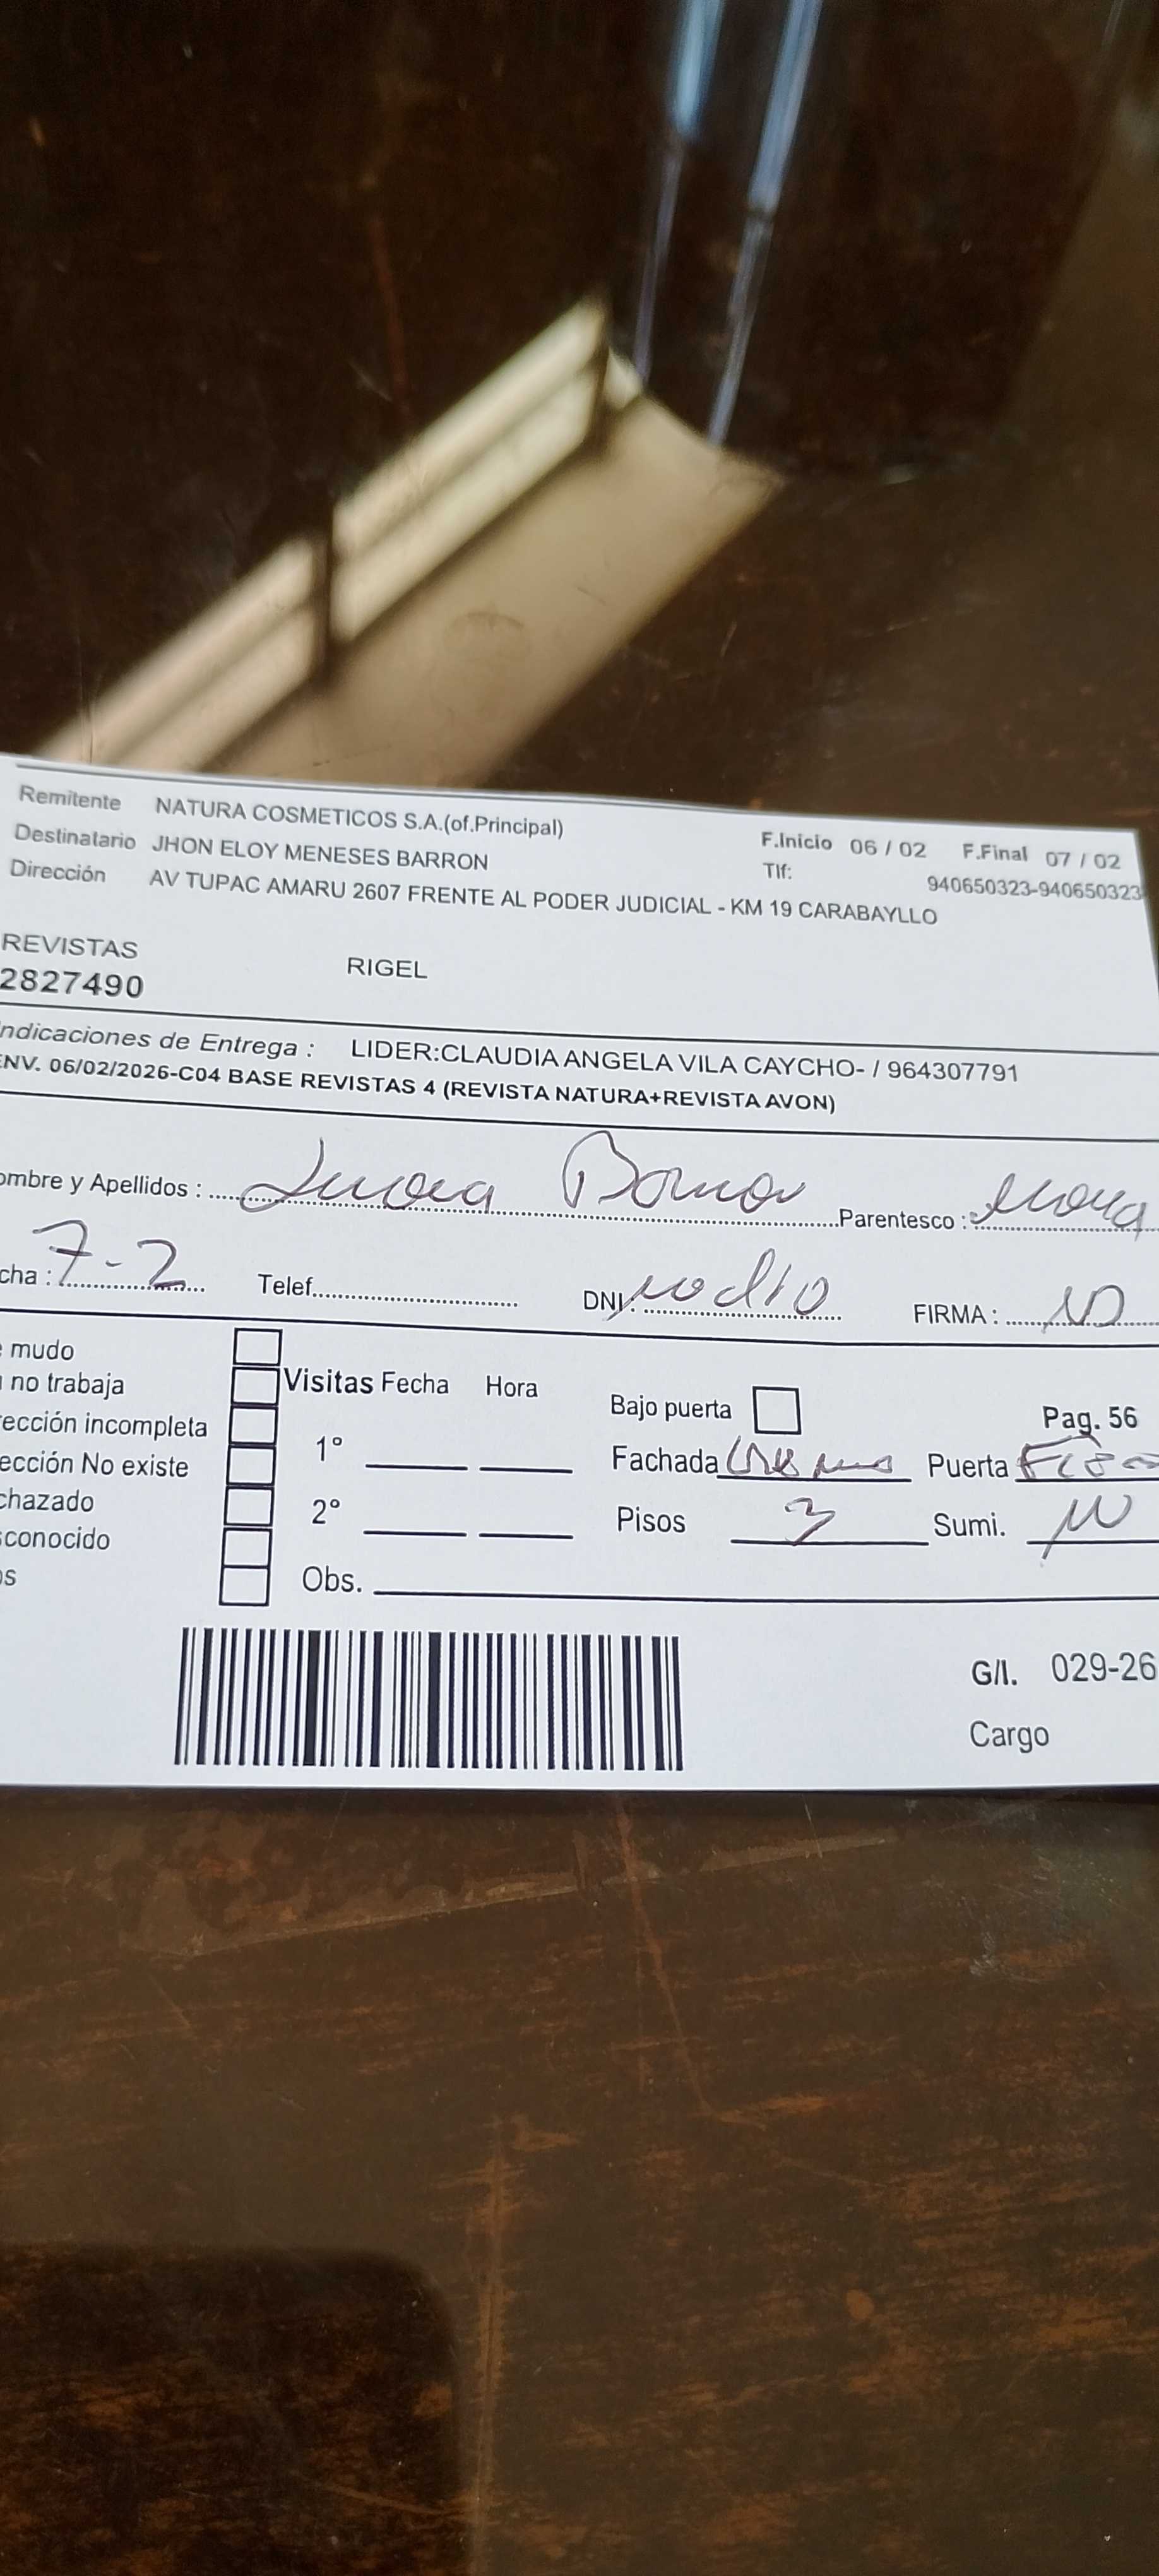 Remitente NATURA COSMETICOS S.A.(of.Principal) F.Inicio 06 / 02 F.Final 07 / 02
Destinatario JHON ELOY MENESES BARRON Tlf: 940650323-940650323
Dirección AV TUPAC AMARU 2607 FRENTE AL PODER JUDICIAL - KM 19 CARABAYLLO
REVISTAS RIGEL
2827490
ndicaciones de Entrega : LIDER:CLAUDIA ANGELA VILA CAYCHO- / 964307791
ENV. 06/02/2026-C04 BASE REVISTAS 4 (REVISTA NATURA+REVISTA AVON)
ombre y Apellidos : Parentesco :
cha : 7-2 Telef. DNI: FIRMA :
mudo
no trabaja Visitas Fecha Hora Bajo puerta Pag. 56
rección incompleta
ección No existe 1° Fachada Puerta
chazado
sconocido 2° Pisos 3 Sumi.
os Obs.
G/I. 029-26
Cargo